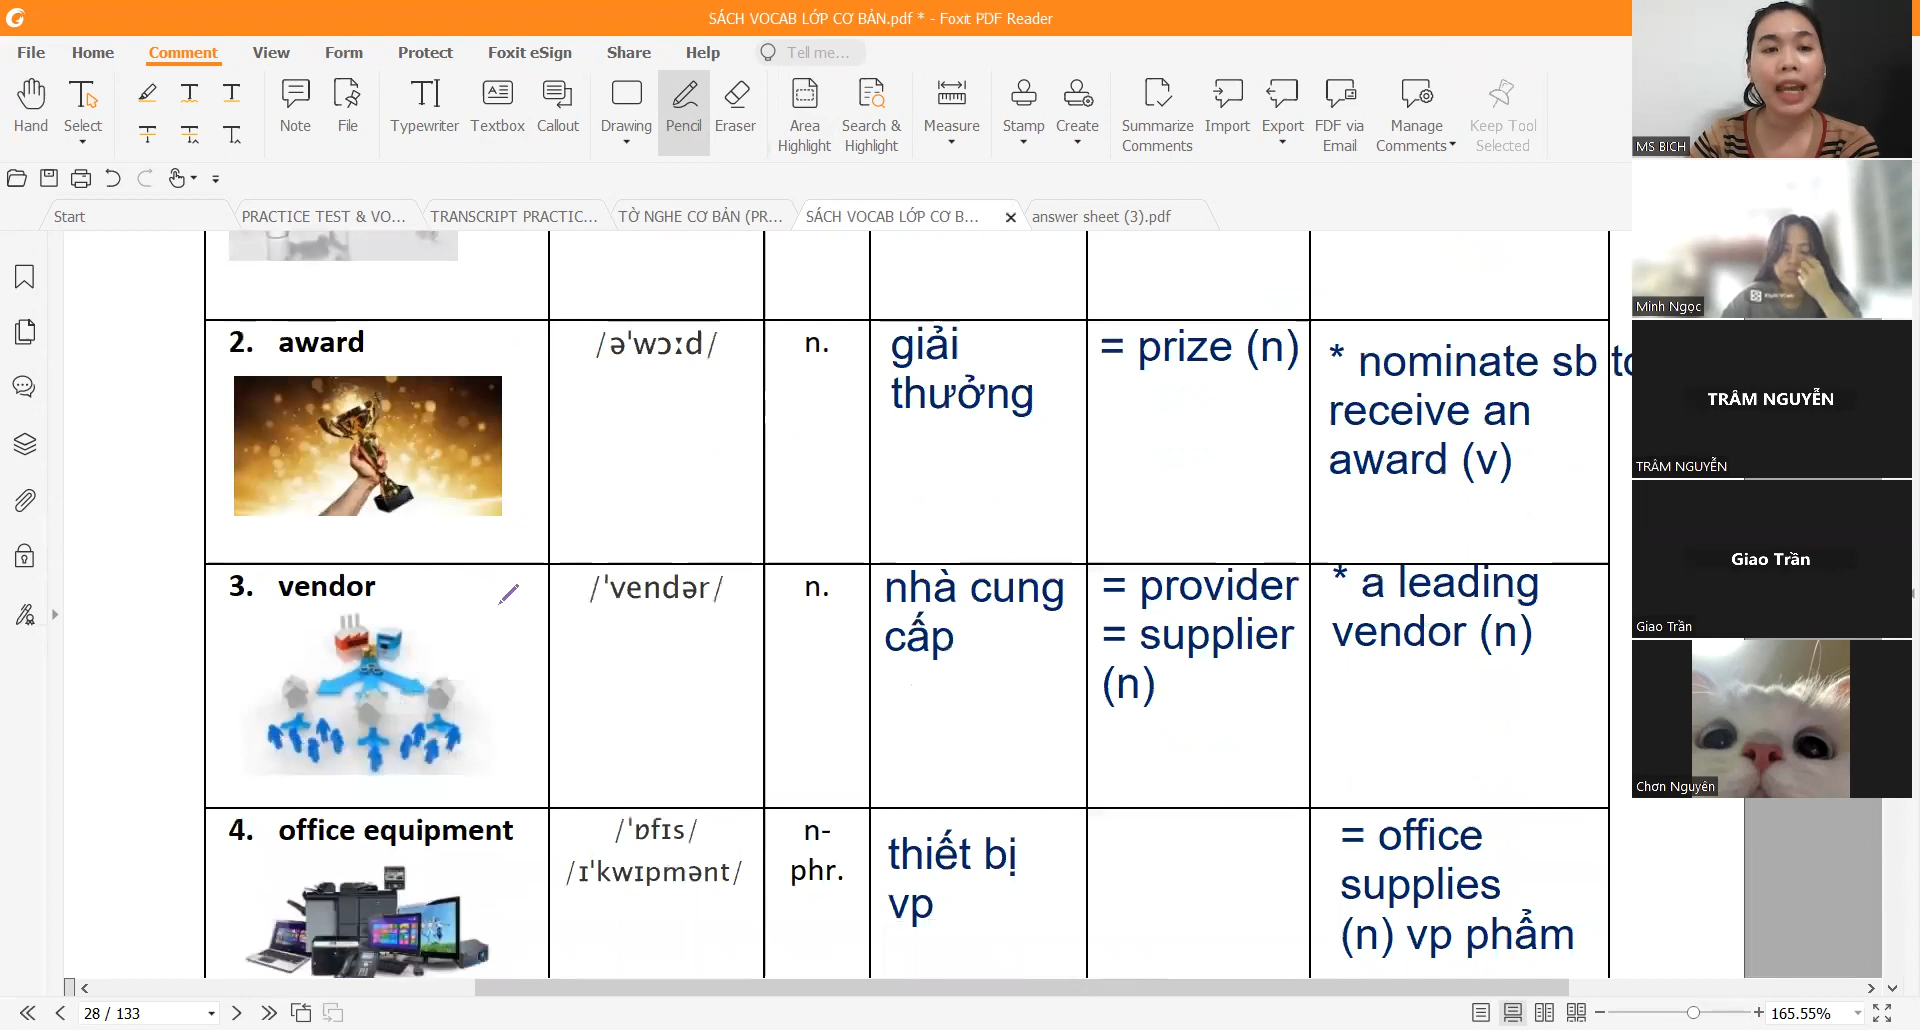 SÁCH VOCAB LỚP CƠ BẢN.pdf * - Foxit PDF Reader
File Home Comment View Form Protect Foxit eSign Share Help Tell me...
Hand Select Note File Typewriter Textbox Callout Drawing Pencil Eraser Area Highlight Search & Highlight Measure Stamp Create Summarize Comments Import Export FDF via Email Manage Comments Keep Tool Selected
Start PRACTICE TEST & VO... TRANSCRIPT PRACTIC... TỜ NGHE CƠ BẢN (PR... SÁCH VOCAB LỚP CƠ B... answer sheet (3).pdf
2. award /əˈwɔːd/ n. giải thưởng = prize (n) * nominate sb to receive an award (v)
3. vendor /ˈvendər/ n. nhà cung cấp = provider = supplier (n) * a leading vendor (n)
4. office equipment /ˈɒfɪs/ /ɪˈkwɪpmənt/ n-phr. thiết bị vp = office supplies (n) vp phẩm
28 / 133
165.55%
MS BICH
Minh Ngọc
TRÂM NGUYỄN
TRÂM NGUYỄN
Giao Trần
Giao Trần
Chơn Nguyên